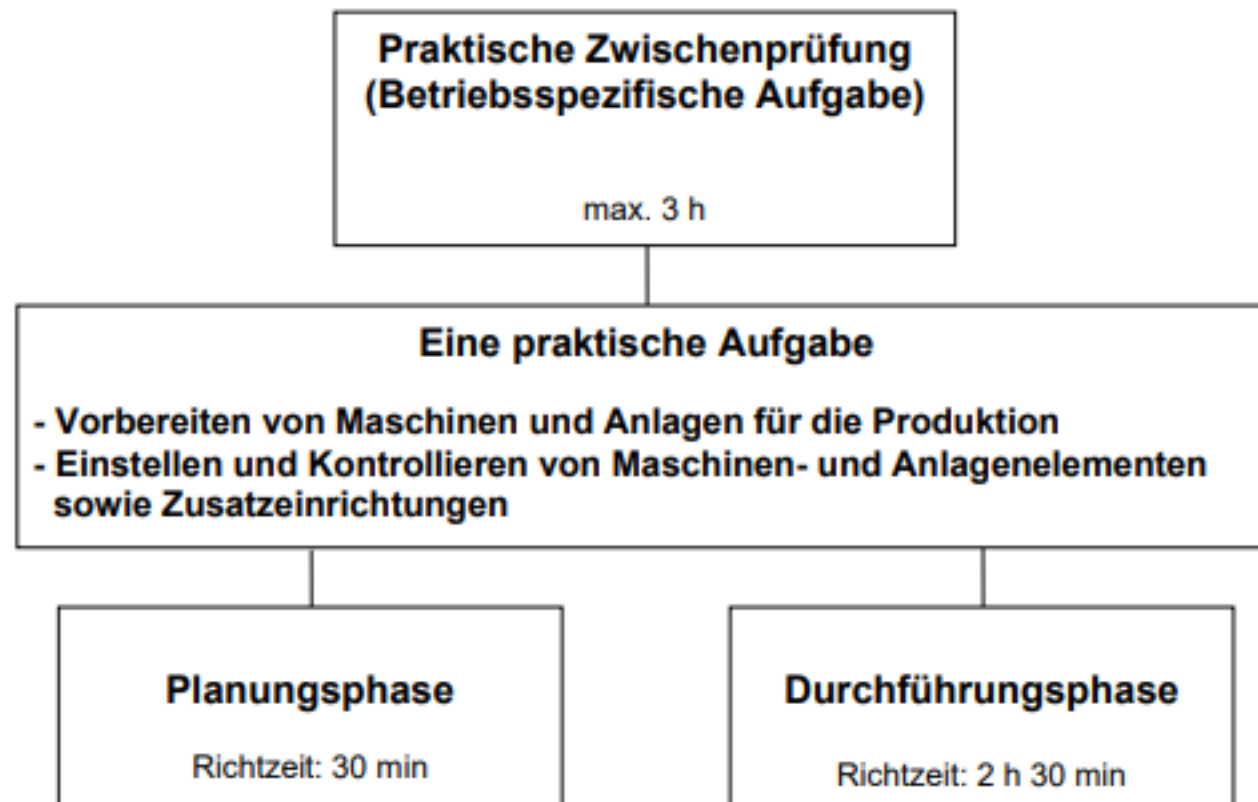 Praktische Zwischenprüfung
(Betriebsspezifische Aufgabe)
max. 3 h
Eine praktische Aufgabe
- Vorbereiten von Maschinen und Anlagen für die Produktion
- Einstellen und Kontrollieren von Maschinen- und Anlagenelementen
sowie Zusatzeinrichtungen
Planungsphase
Richtzeit: 30 min
Durchführungsphase
Richtzeit: 2 h 30 min